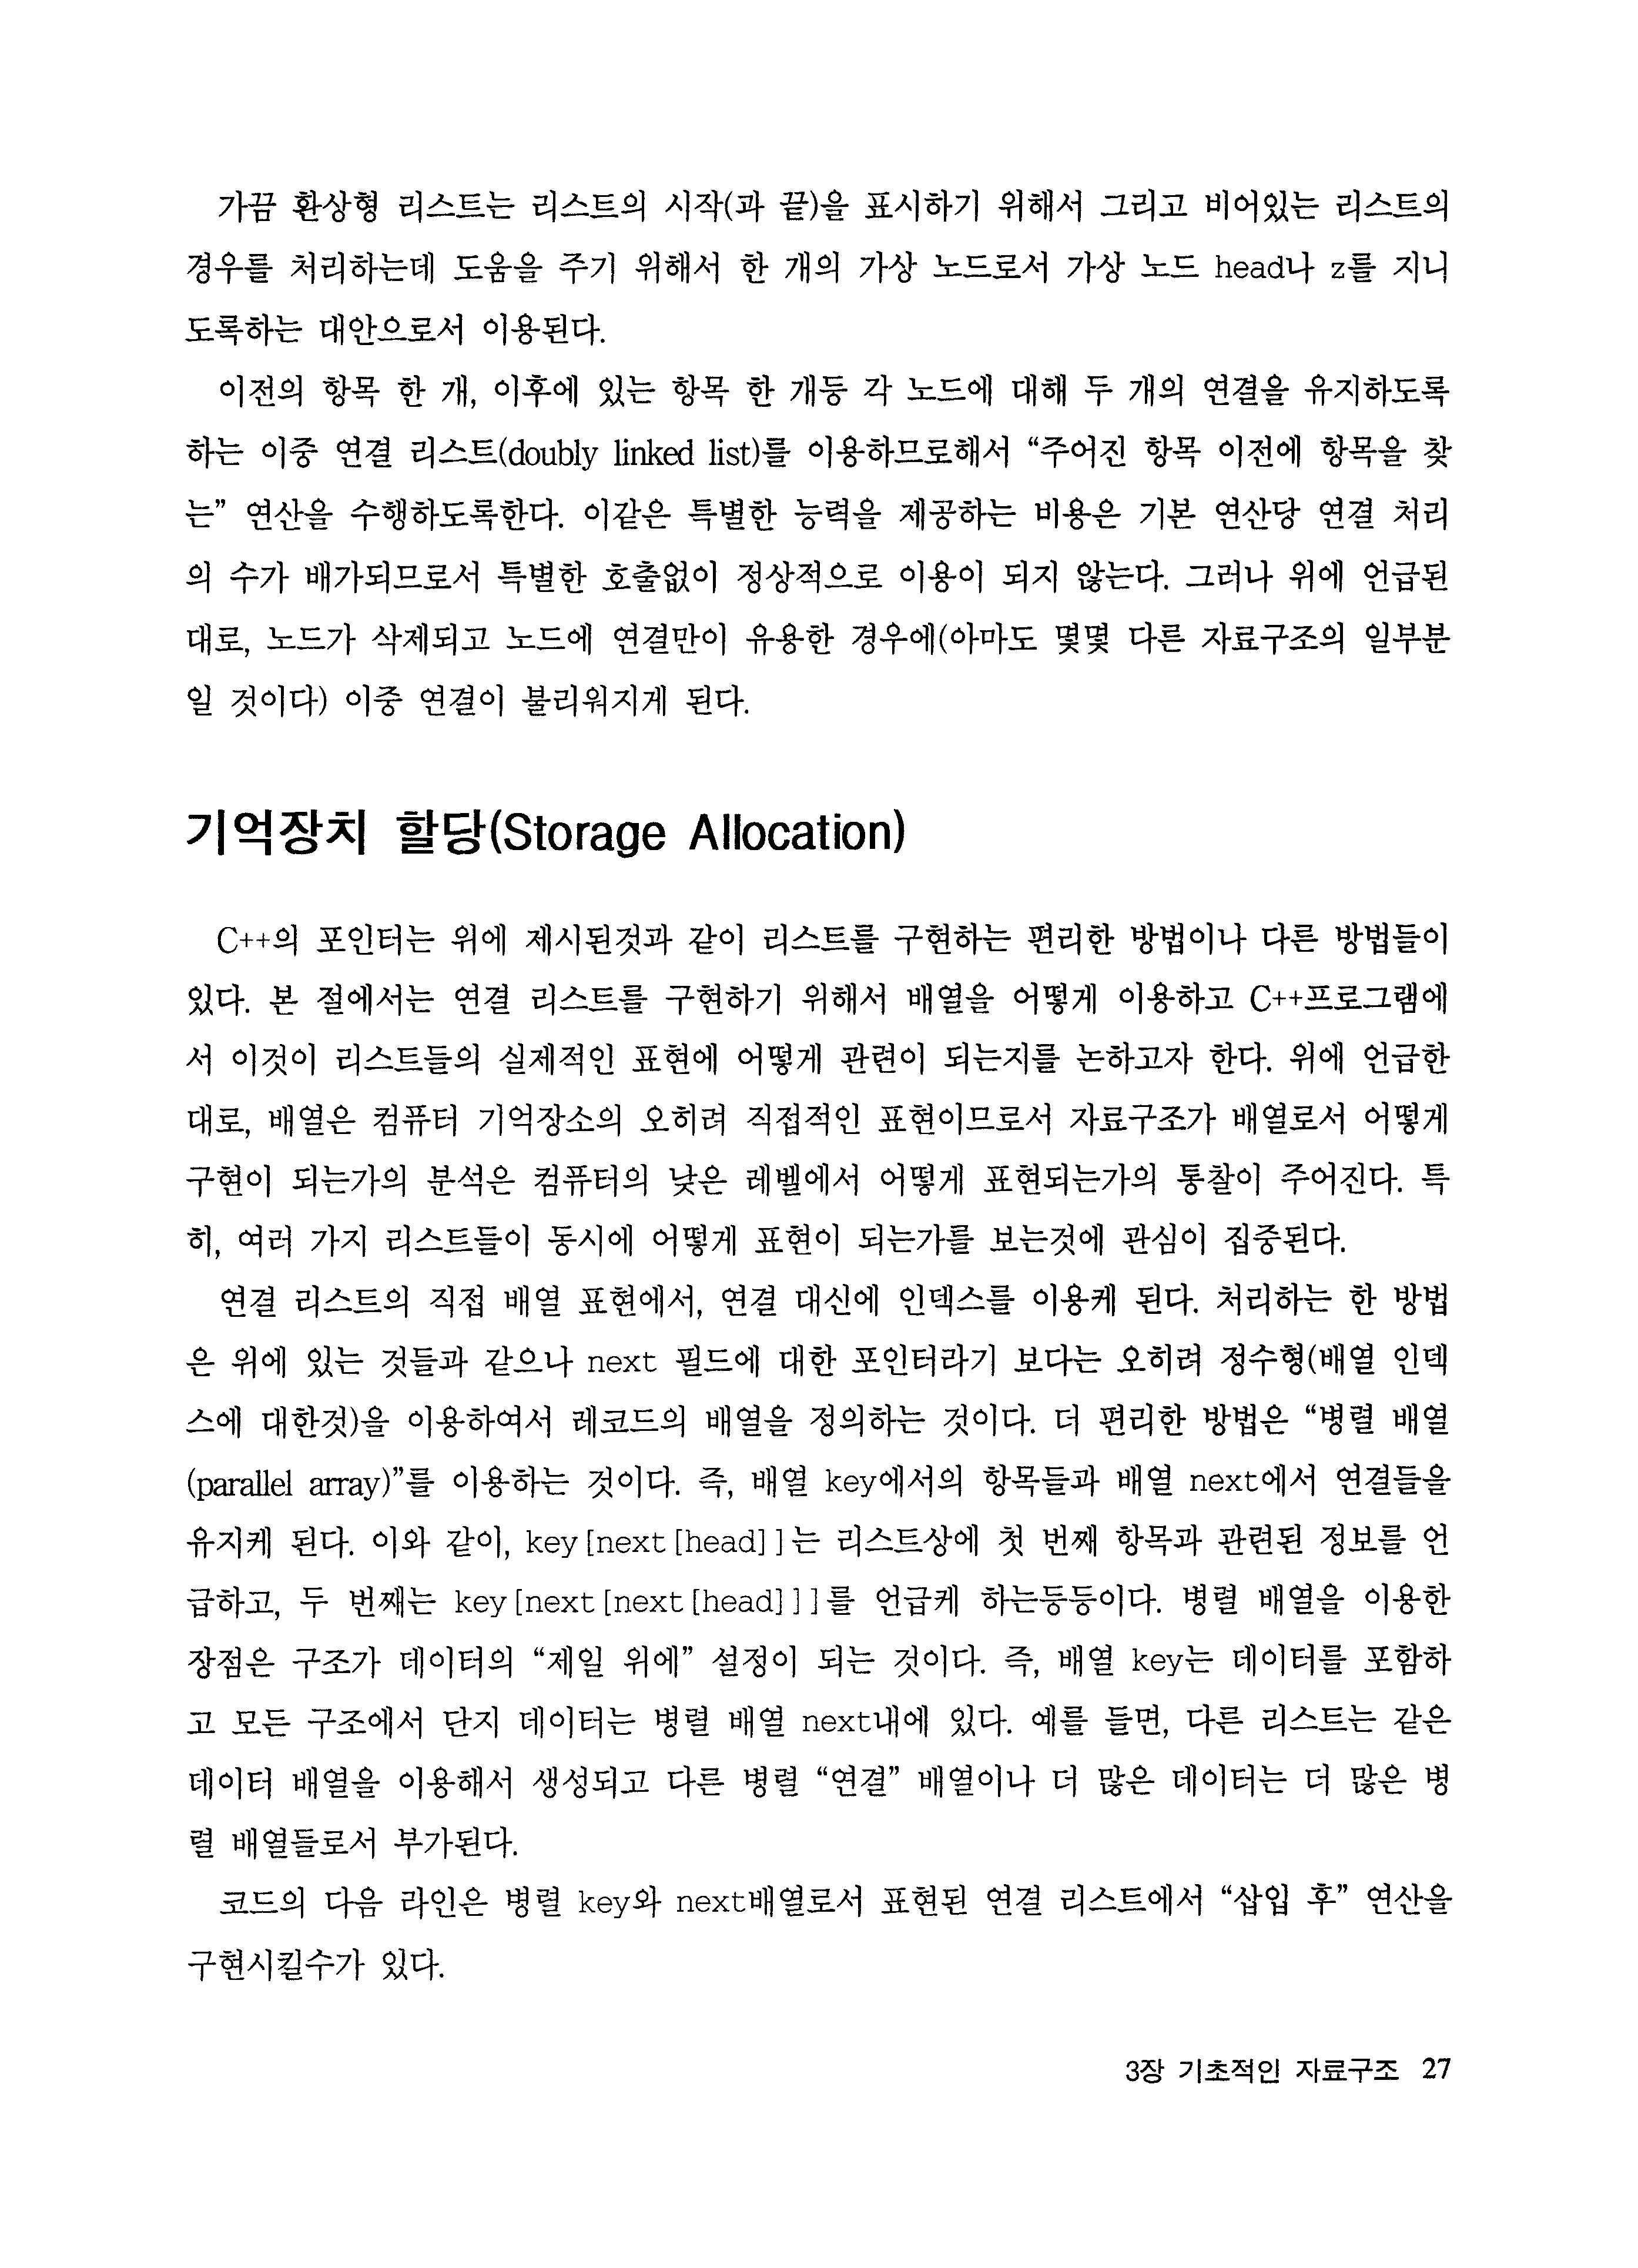 가끔 환상형 리스트는 리스트의 시작(과 끝)을 표시하기 위해서 그리고 비어있는 리스트의
경우를 처리하는데 도움을 주기 위해서 한 개의 가상 노드로서 가상 노드 head나 z를 지니
도록하는 대안으로서 이용된다.
이전의 항목 한 개, 이후에 있는 항목 한 개등 각 노드에 대해 두 개의 연결을 유지하도록
하는 이중 연결 리스트(doubly linked list)를 이용하므로해서 “주어진 항목 이전에 항목을 찾
는” 연산을 수행하도록한다. 이같은 특별한 능력을 제공하는 비용은 기본 연산당 연결 처리
의 수가 배가되므로서 특별한 호출없이 정상적으로 이용이 되지 않는다. 그러나 위에 언급된
대로, 노드가 삭제되고 노드에 연결만이 유용한 경우에(아마도 몇몇 다른 자료구조의 일부분
일 것이다) 이중 연결이 불리워지게 된다.
기억장치 할당(Storage Allocation)
C++의 포인터는 위에 제시된것과 같이 리스트를 구현하는 편리한 방법이나 다른 방법들이
있다. 본 절에서는 연결 리스트를 구현하기 위해서 배열을 어떻게 이용하고 C++프로그램에
서 이것이 리스트들의 실제적인 표현에 어떻게 관련이 되는지를 논하고자 한다. 위에 언급한
대로, 배열은 컴퓨터 기억장소의 오히려 직접적인 표현이므로서 자료구조가 배열로서 어떻게
구현이 되는가의 분석은 컴퓨터의 낮은 레벨에서 어떻게 표현되는가의 통찰이 주어진다. 특
히, 여러 가지 리스트들이 동시에 어떻게 표현이 되는가를 보는것에 관심이 집중된다.
연결 리스트의 직접 배열 표현에서, 연결 대신에 인덱스를 이용케 된다. 처리하는 한 방법
은 위에 있는 것들과 같으나 next 필드에 대한 포인터라기 보다는 오히려 정수형(배열 인덱
스에 대한것)을 이용하여서 레코드의 배열을 정의하는 것이다. 더 편리한 방법은 “병렬 배열
(parallel array)”를 이용하는 것이다. 즉, 배열 key에서의 항목들과 배열 next에서 연결들을
유지케 된다. 이와 같이, key[next[head]]는 리스트상에 첫 번째 항목과 관련된 정보를 언
급하고, 두 번째는 key[next[next[head]]]를 언급케 하는등등이다. 병렬 배열을 이용한
장점은 구조가 데이터의 “제일 위에” 설정이 되는 것이다. 즉, 배열 key는 데이터를 포함하
고 모든 구조에서 단지 데이터는 병렬 배열 next내에 있다. 예를 들면, 다른 리스트는 같은
데이터 배열을 이용해서 생성되고 다른 병렬 “연결” 배열이나 더 많은 데이터는 더 많은 병
렬 배열들로서 부가된다.
코드의 다음 라인은 병렬 key와 next배열로서 표현된 연결 리스트에서 “삽입 후” 연산을
구현시킬수가 있다.
3장 기초적인 자료구조 27